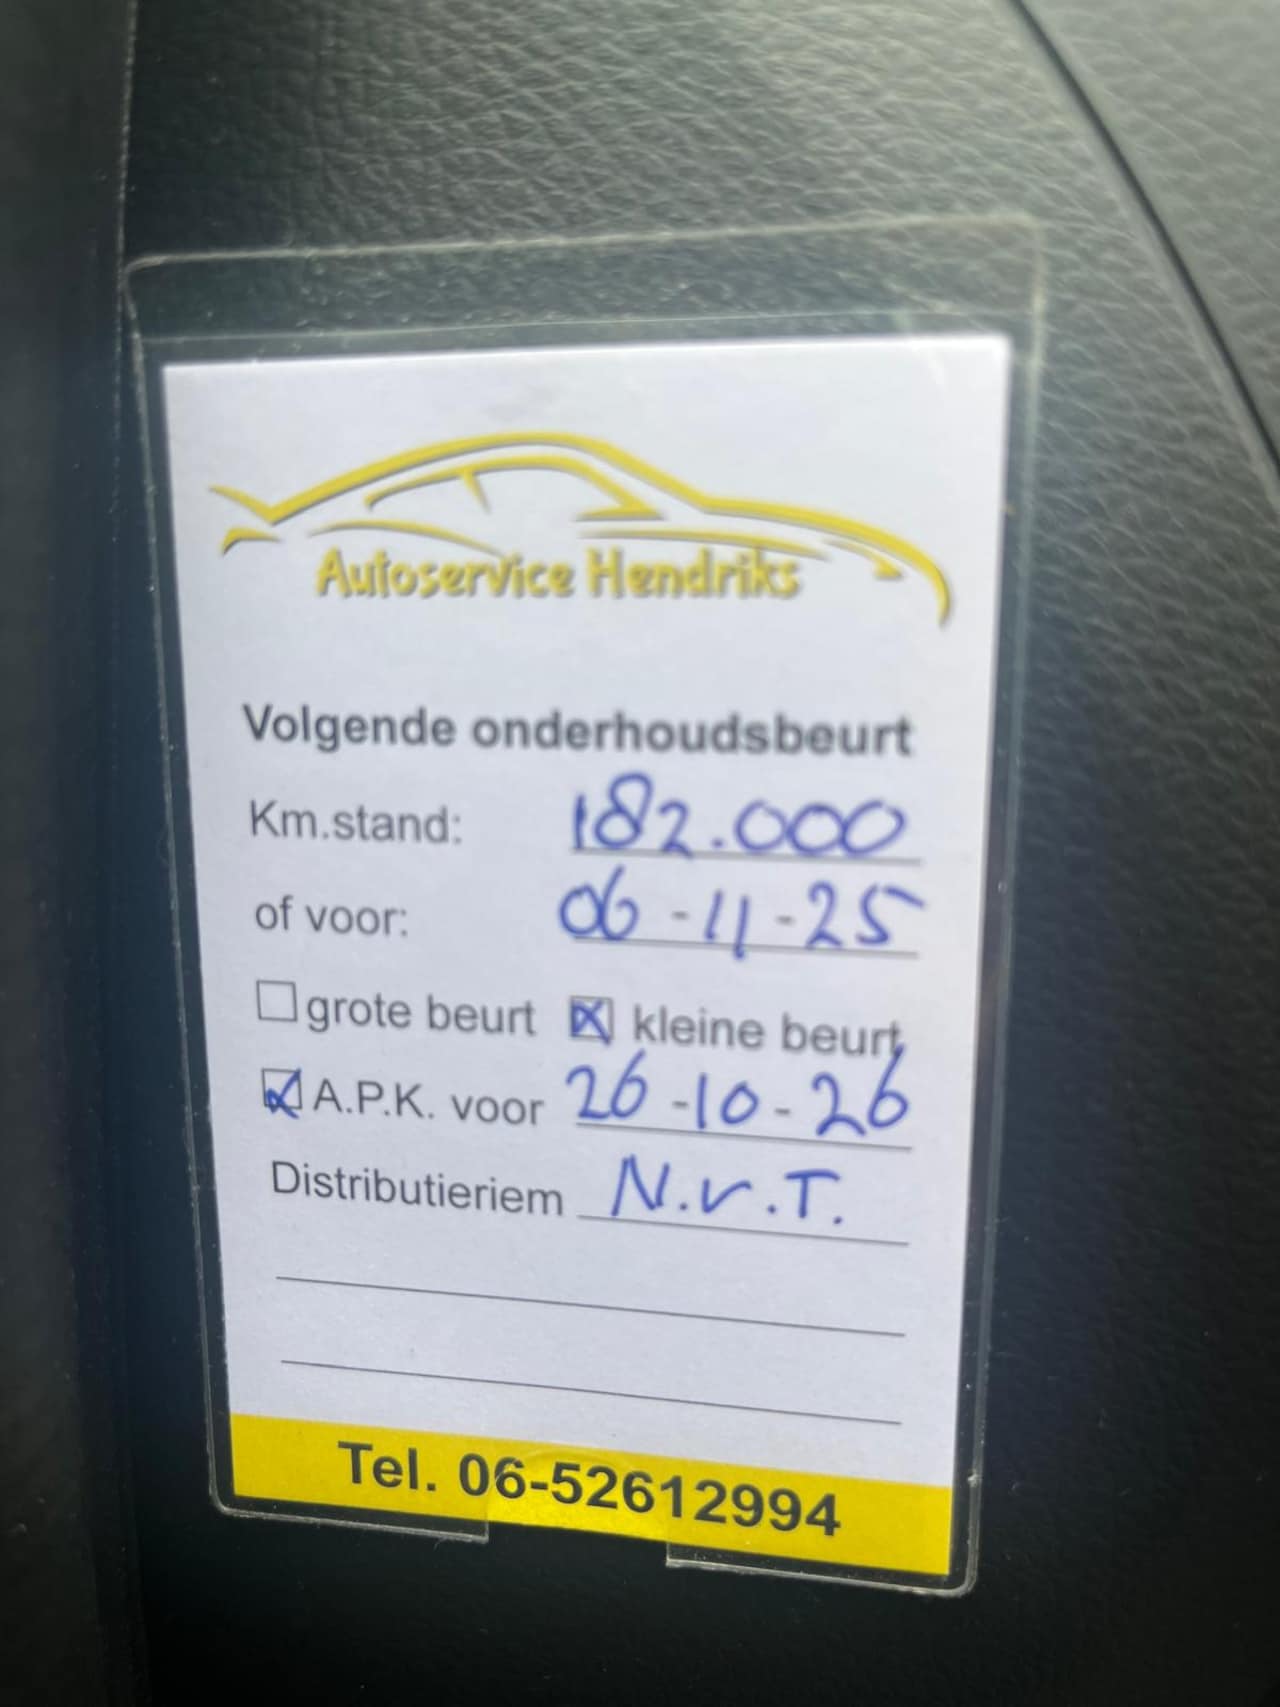 Autoservice Hendriks
Volgende onderhoudsbeurt
Km.stand: 182.000
of voor: 06-11-25
grote beurt kleine beurt
A.P.K. voor 26-10-26
Distributieriem N.v.T.
Tel. 06-52612994